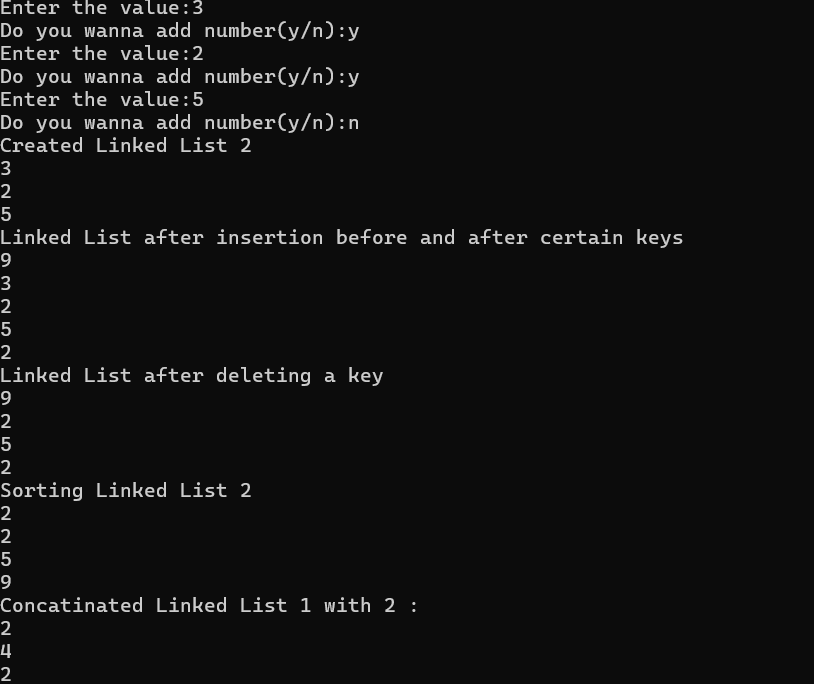 Enter the value:3
Do you wanna add number(y/n):y
Enter the value:2
Do you wanna add number(y/n):y
Enter the value:5
Do you wanna add number(y/n):n
Created Linked List 2
3
2
5
Linked List after insertion before and after certain keys
9
3
2
5
2
Linked List after deleting a key
9
2
5
2
Sorting Linked List 2
2
2
5
9
Concatinated Linked List 1 with 2 :
2
4
2